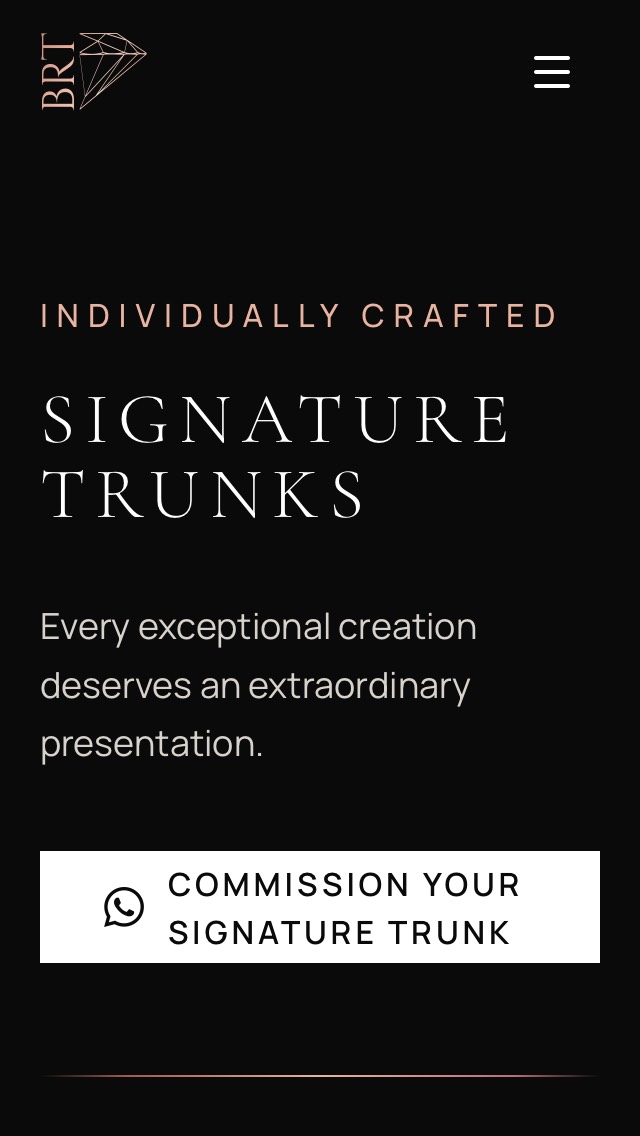 BRT
INDIVIDUALLY CRAFTED
SIGNATURE
TRUNKS
Every exceptional creation
deserves an extraordinary
presentation.
COMMISSION YOUR
SIGNATURE TRUNK